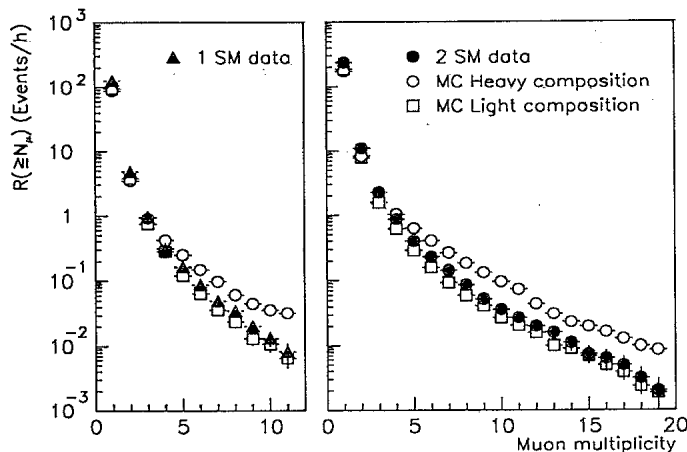 R(≥Nμ) (Events/h)
10³
10²
10
1
10⁻¹
10⁻²
10⁻³
1 SM data
2 SM data
MC Heavy composition
MC Light composition
0 5 10 0 5 10 15 20
Muon multiplicity